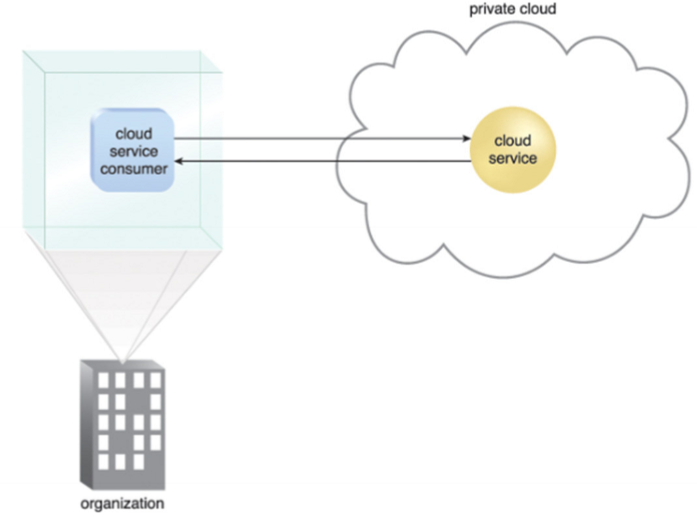 private cloud
cloud
service
consumer
cloud
service
organization